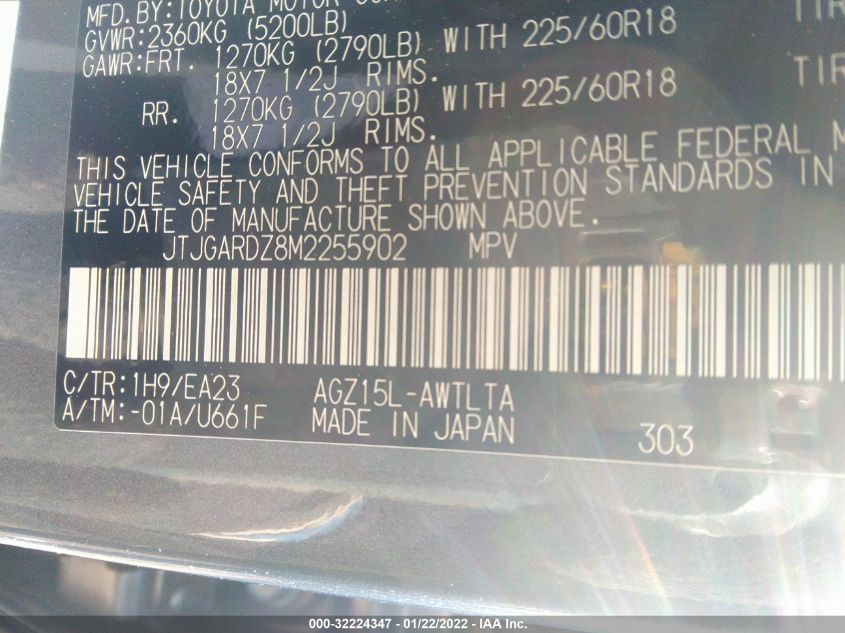 MFD.BY:TOYOTA MOTOR
GVWR:2360KG (5200LB)
GAWR:FRT. 1270KG (2790LB) WITH 225/60R18
18X7 1/2J RIMS.
RR. 1270KG (2790LB) WITH 225/60R18
18X7 1/2J RIMS.
THIS VEHICLE CONFORMS TO ALL APPLICABLE FEDERAL M
VEHICLE SAFETY AND THEFT PREVENTION STANDARDS IN
THE DATE OF MANUFACTURE SHOWN ABOVE.
JTJGARDZ8M2255902 MPV
C/TR:1H9/EA23 AGZ15L-AWTLTA
A/TM:-01A/U661F MADE IN JAPAN
303
000-32224347 - 01/22/2022 - IAA Inc.